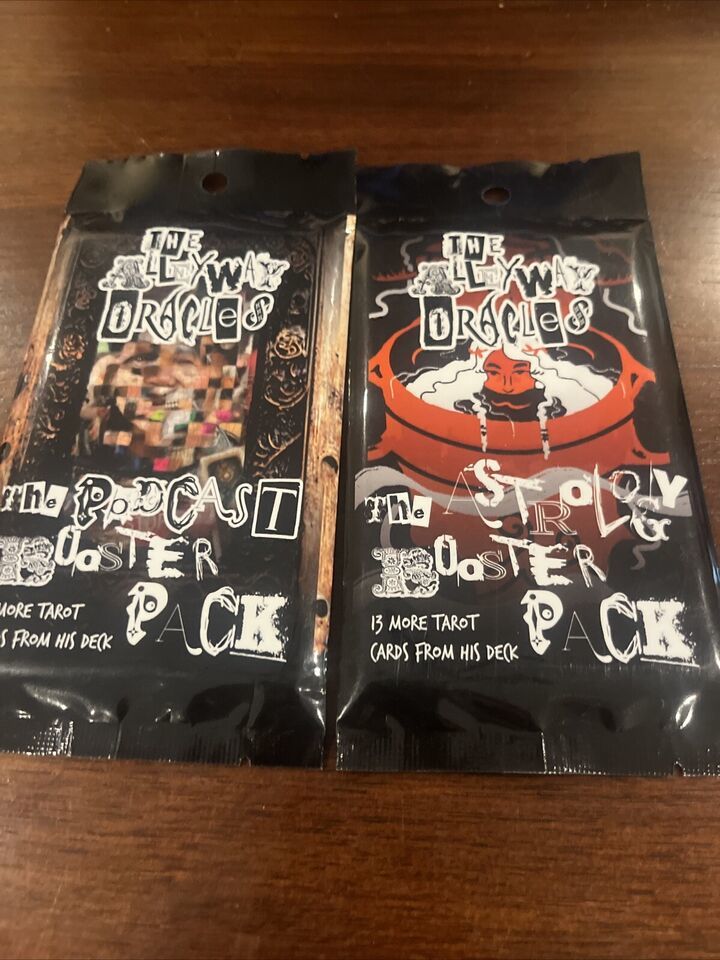 THE
ALLEYWAY
ORACLES
The PODCAST
BOOSTER
PACK
MORE TAROT
S FROM HIS DECK
THE
ALLEYWAY
ORACLES
The ASTROLOGY
BOOSTER
PACK
13 MORE TAROT
CARDS FROM HIS DECK